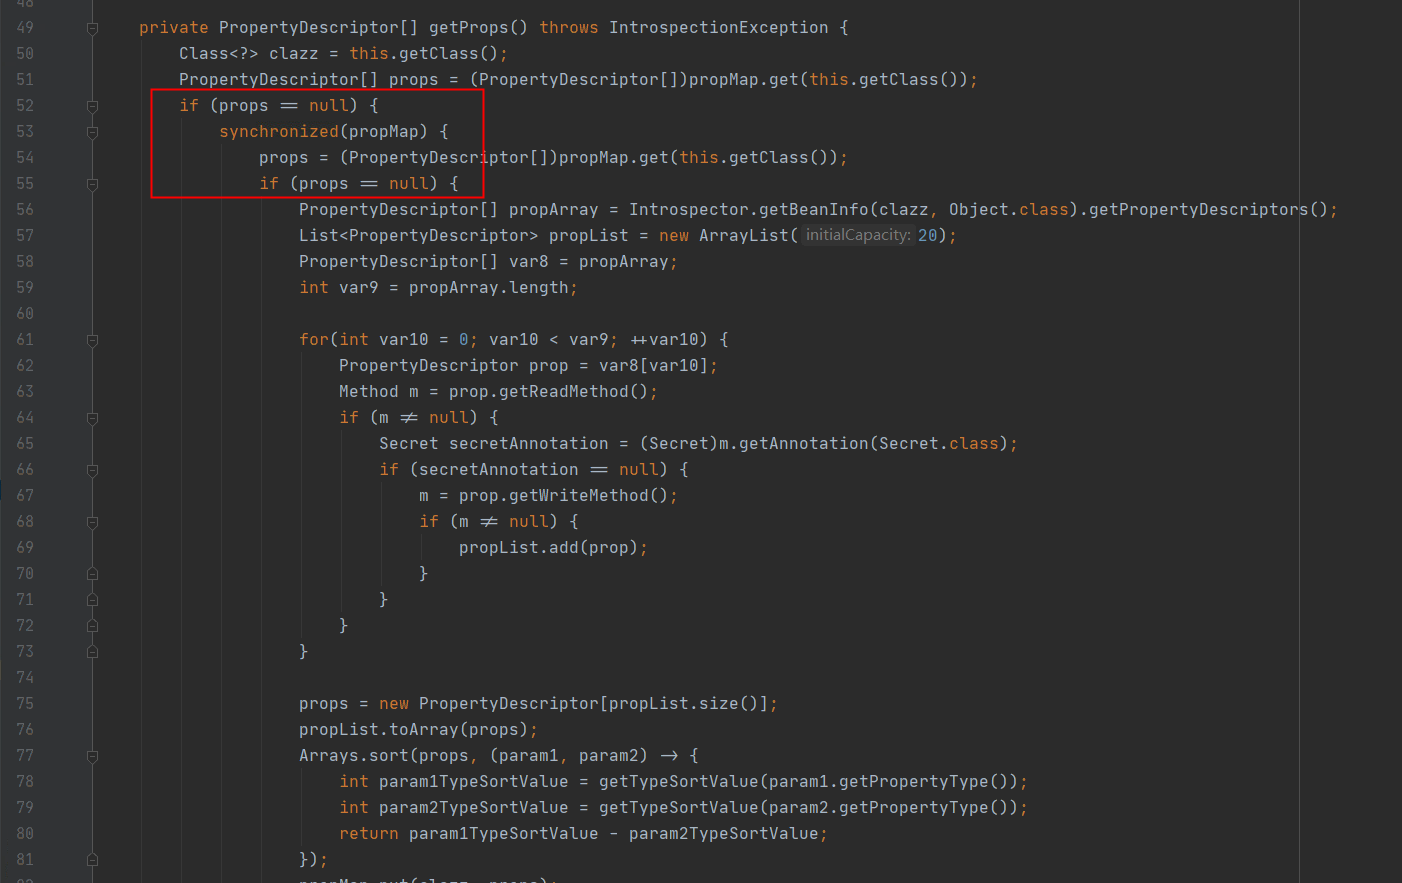 48
49 private PropertyDescriptor[] getProps() throws IntrospectionException {
50 Class<?> clazz = this.getClass();
51 PropertyDescriptor[] props = (PropertyDescriptor[])propMap.get(this.getClass());
52 if (props == null) {
53 synchronized(propMap) {
54 props = (PropertyDescriptor[])propMap.get(this.getClass());
55 if (props == null) {
56 PropertyDescriptor[] propArray = Introspector.getBeanInfo(clazz, Object.class).getPropertyDescriptors();
57 List<PropertyDescriptor> propList = new ArrayList( initialCapacity: 20);
58 PropertyDescriptor[] var8 = propArray;
59 int var9 = propArray.length;
60
61 for(int var10 = 0; var10 < var9; ++var10) {
62 PropertyDescriptor prop = var8[var10];
63 Method m = prop.getReadMethod();
64 if (m != null) {
65 Secret secretAnnotation = (Secret)m.getAnnotation(Secret.class);
66 if (secretAnnotation == null) {
67 m = prop.getWriteMethod();
68 if (m != null) {
69 propList.add(prop);
70 }
71 }
72 }
73 }
74
75 props = new PropertyDescriptor[propList.size()];
76 propList.toArray(props);
77 Arrays.sort(props, (param1, param2) -> {
78 int param1TypeSortValue = getTypeSortValue(param1.getPropertyType());
79 int param2TypeSortValue = getTypeSortValue(param2.getPropertyType());
80 return param1TypeSortValue - param2TypeSortValue;
81 });
82 propMap.put(clazz, props);